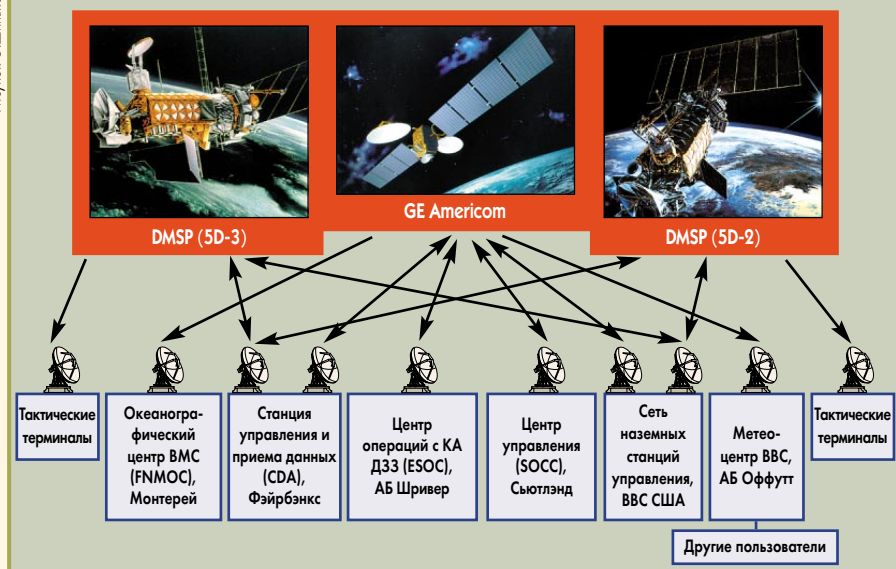 GE Americom
DMSP (5D-3)
DMSP (5D-2)
Тактические
терминалы
Океаногра-
фический
центр ВМС
(FNMOC),
Монтерей
Станция
управления и
приема данных
(CDA),
Фэйрбэнкс
Центр
операций с КА
ДЗЗ (ESOC),
АБ Шривер
Центр
управления
(SOCC),
Сьютлэнд
Сеть
наземных
станций
управления,
ВВС США
Метео-
центр ВВС,
АБ Оффутт
Тактические
терминалы
Другие пользователи